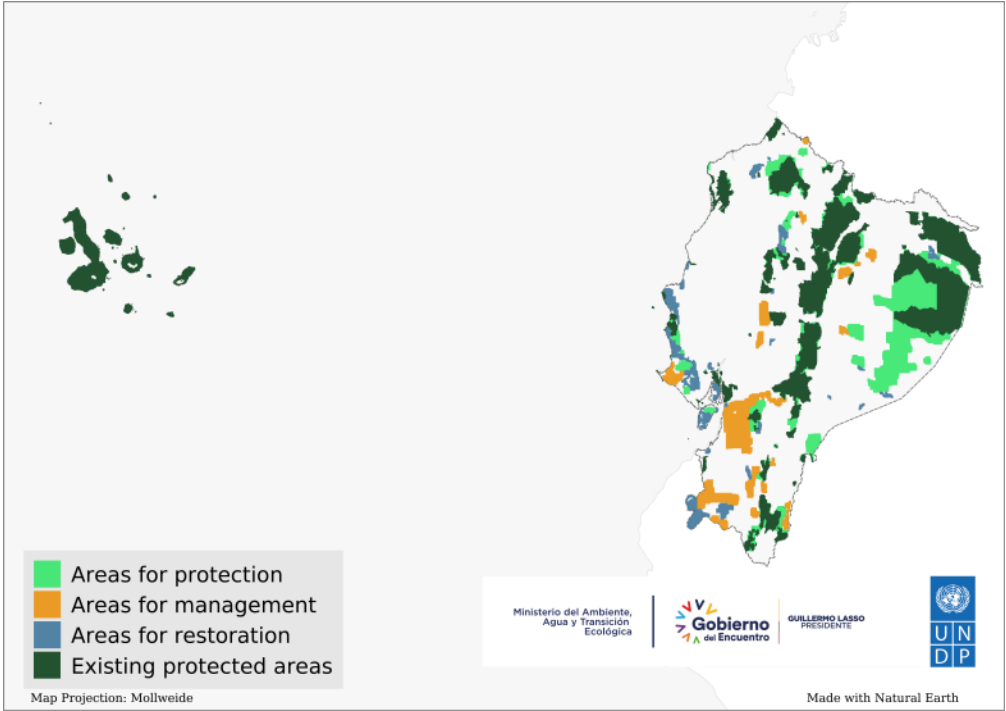 Areas for protection
Areas for management
Areas for restoration
Existing protected areas
Map Projection: Mollweide
Ministerio del Ambiente,
Agua y Transición
Ecológica
Gobierno
del Encuentro
GUILLERMO LASSO
PRESIDENTE
U N
D P
Made with Natural Earth